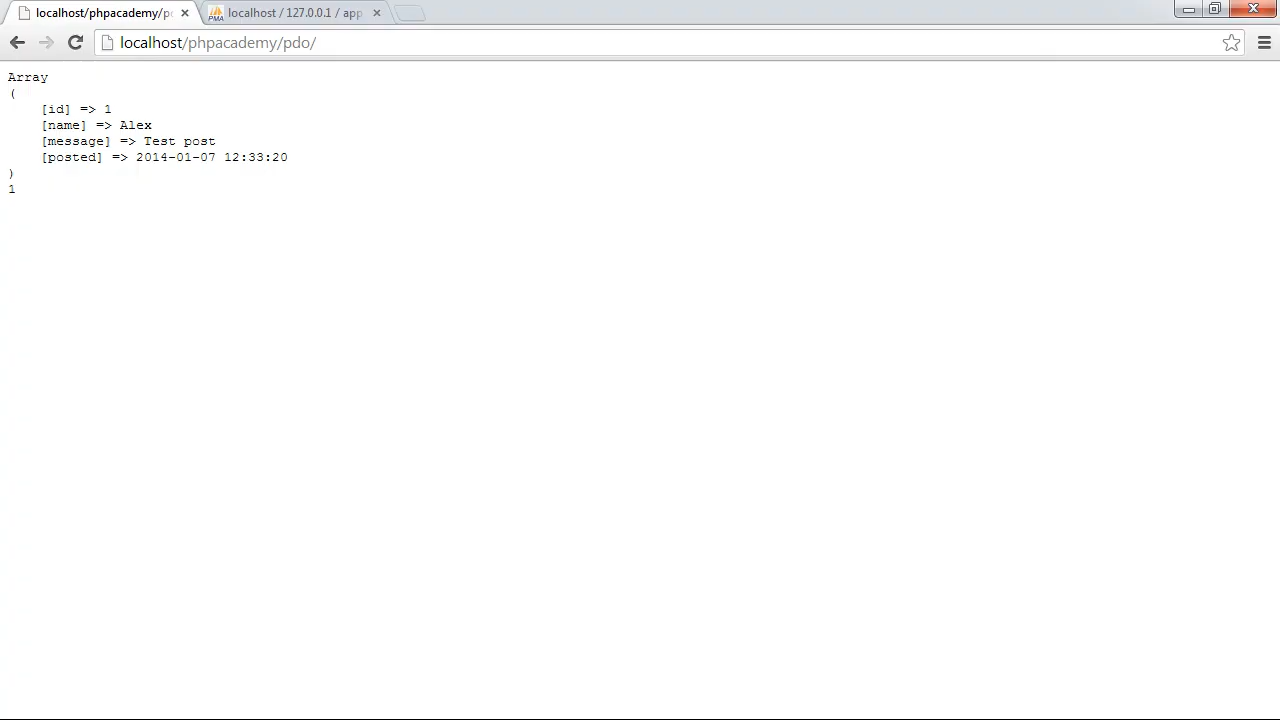 localhost/phpacademy/p
localhost / 127.0.0.1 / app
localhost/phpacademy/pdo/
Array
(
    [id] => 1
    [name] => Alex
    [message] => Test post
    [posted] => 2014-01-07 12:33:20
)
1
PMA